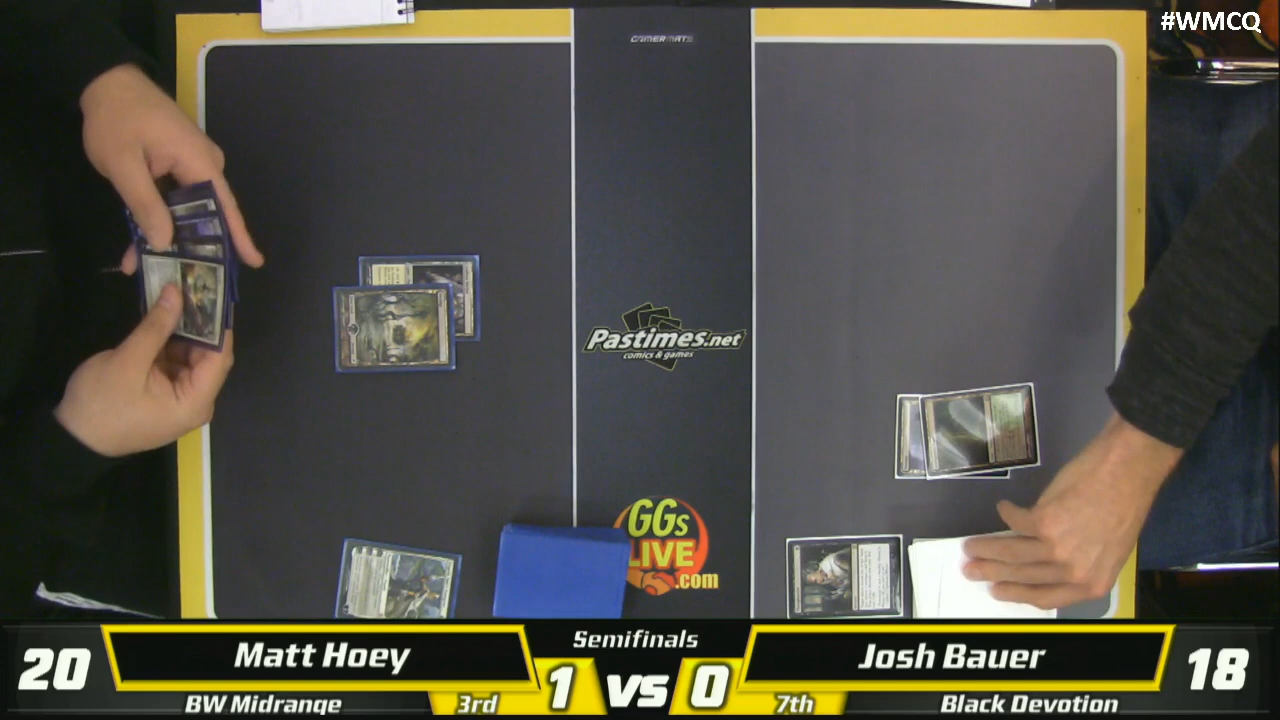 #WMCQ
GAMERMATS
Pastimes.net
comics & games
GGs
LIVE
.com
20
Matt Hoey
BW Midrange
3rd
Semifinals
1 vs 0
Josh Bauer
Black Devotion
7th
18